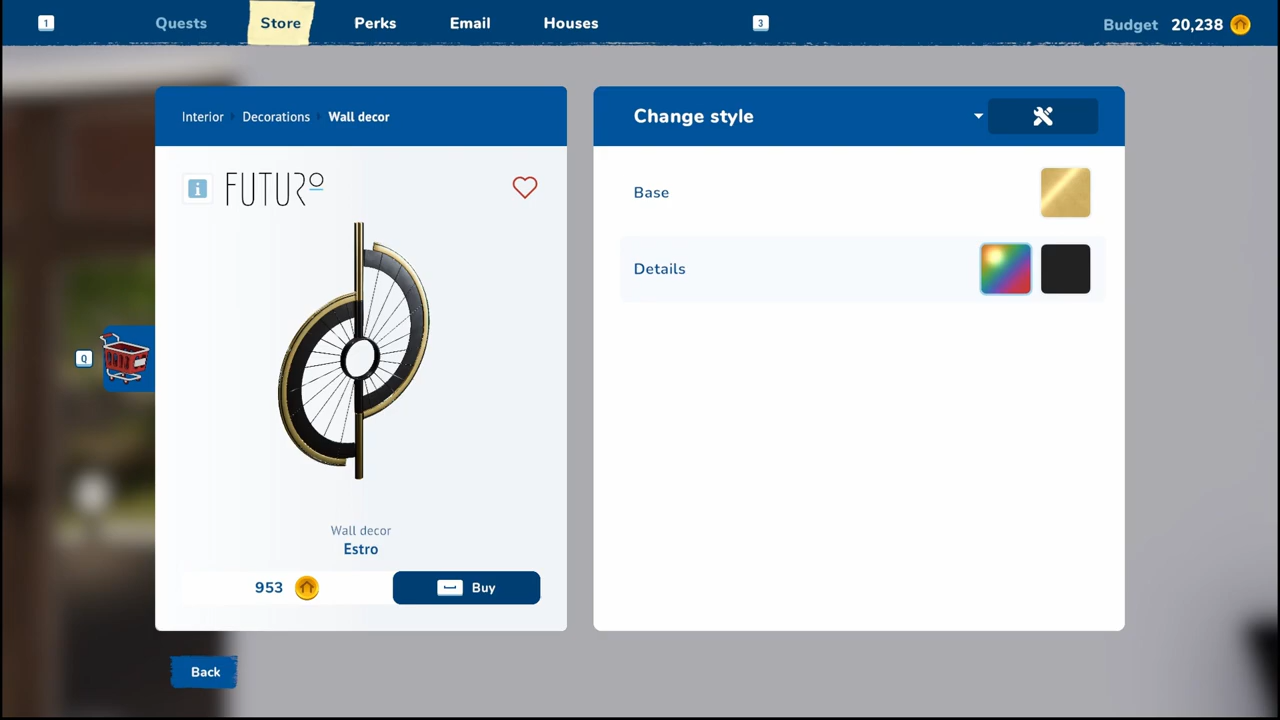 1 Quests Store Perks Email Houses 3 Budget 20,238
Interior Decorations Wall decor
Change style
i FUTURO
Base
Details
Q
Wall decor
Estro
953 Buy
Back